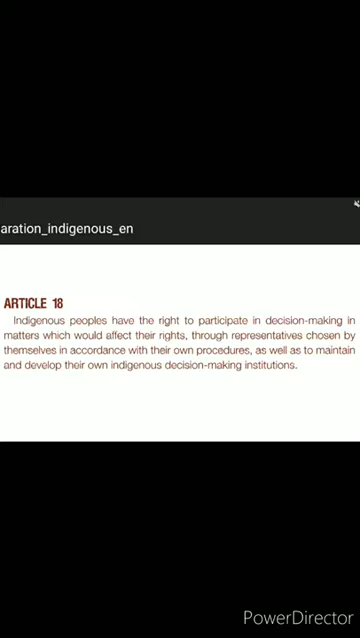 aration_indigenous_en
ARTICLE 18
Indigenous peoples have the right to participate in decision-making in
matters which would affect their rights, through representatives chosen by
themselves in accordance with their own procedures, as well as to maintain
and develop their own indigenous decision-making institutions.
PowerDirector